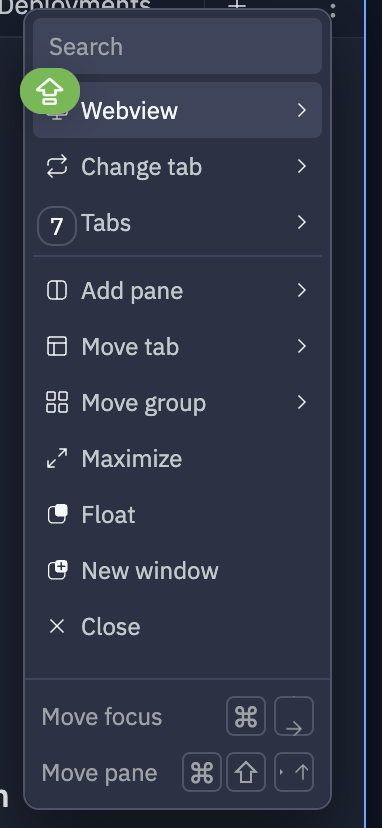 Deployments
Search
Webview
Change tab
7 Tabs
Add pane
Move tab
Move group
Maximize
Float
New window
Close
Move focus ⌘ →
Move pane ⌘ ⇧ ↑
n